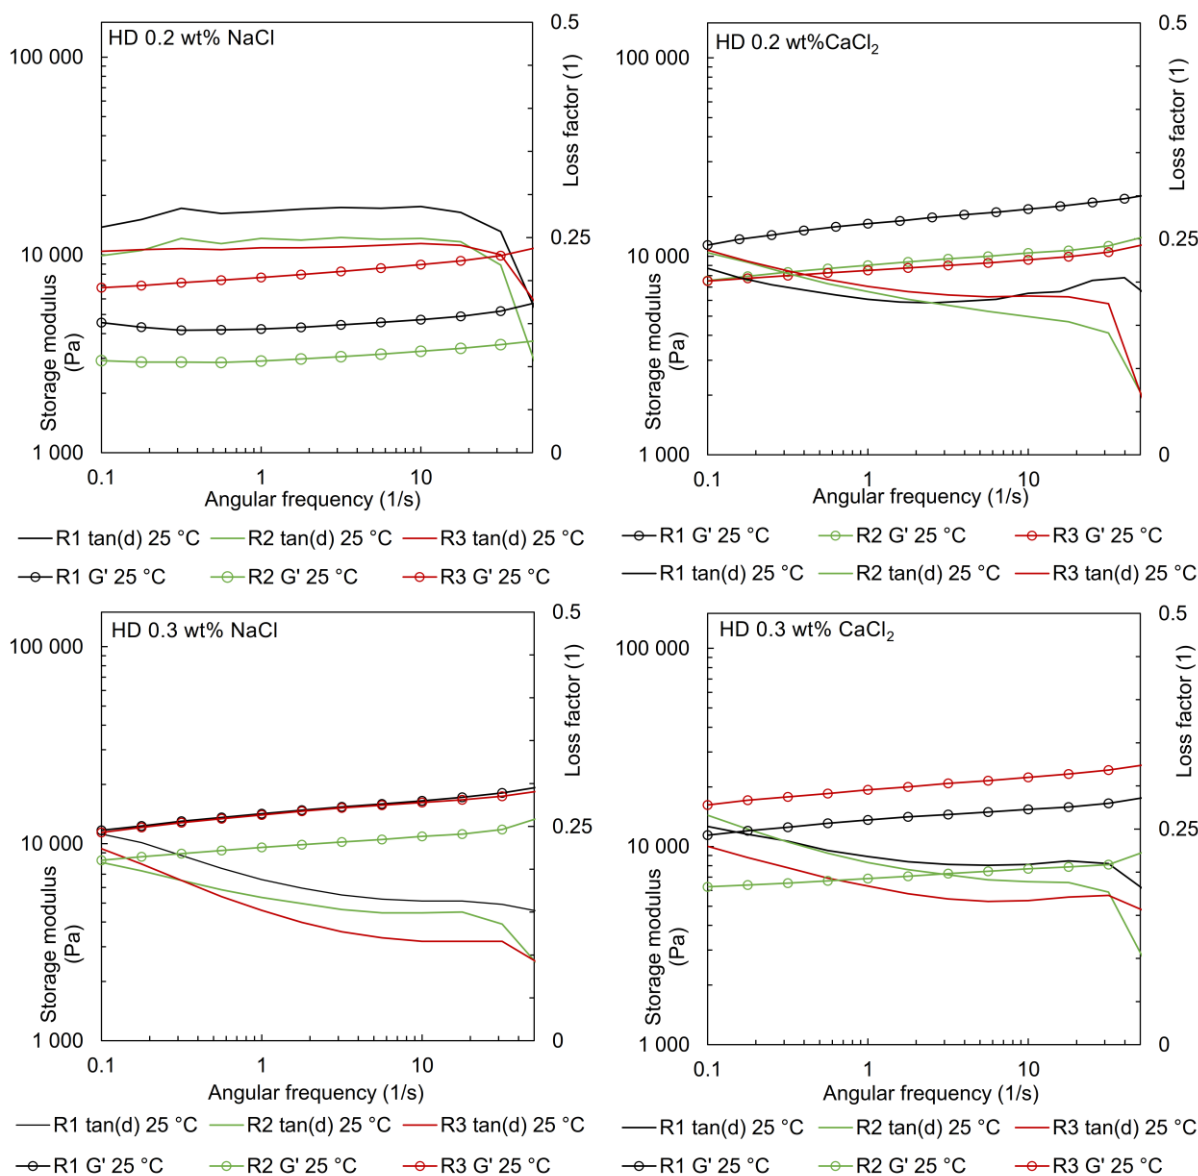 HD 0.2 wt% NaCl
100 000
10 000
1 000
Storage modulus
(Pa)
0.5
0.25
0
Loss factor (1)
0.1 1 10
Angular frequency (1/s)
R1 tan(d) 25 °C R2 tan(d) 25 °C R3 tan(d) 25 °C
R1 G' 25 °C R2 G' 25 °C R3 G' 25 °C
HD 0.2 wt%CaCl₂
100 000
10 000
1 000
Storage modulus
(Pa)
0.5
0.25
0
Loss factor (1)
0.1 1 10
Angular frequency (1/s)
R1 G' 25 °C R2 G' 25 °C R3 G' 25 °C
R1 tan(d) 25 °C R2 tan(d) 25 °C R3 tan(d) 25 °C
HD 0.3 wt% NaCl
100 000
10 000
1 000
Storage modulus
(Pa)
0.5
0.25
0
Loss factor (1)
0.1 1 10
Angular frequency (1/s)
R1 tan(d) 25 °C R2 tan(d) 25 °C R3 tan(d) 25 °C
R1 G' 25 °C R2 G' 25 °C R3 G' 25 °C
HD 0.3 wt% CaCl₂
100 000
10 000
1 000
Storage modulus
(Pa)
0.5
0.25
0
Loss factor (1)
0.1 1 10
Angular frequency (1/s)
R1 tan(d) 25 °C R2 tan(d) 25 °C R3 tan(d) 25 °C
R1 G' 25 °C R2 G' 25 °C R3 G' 25 °C